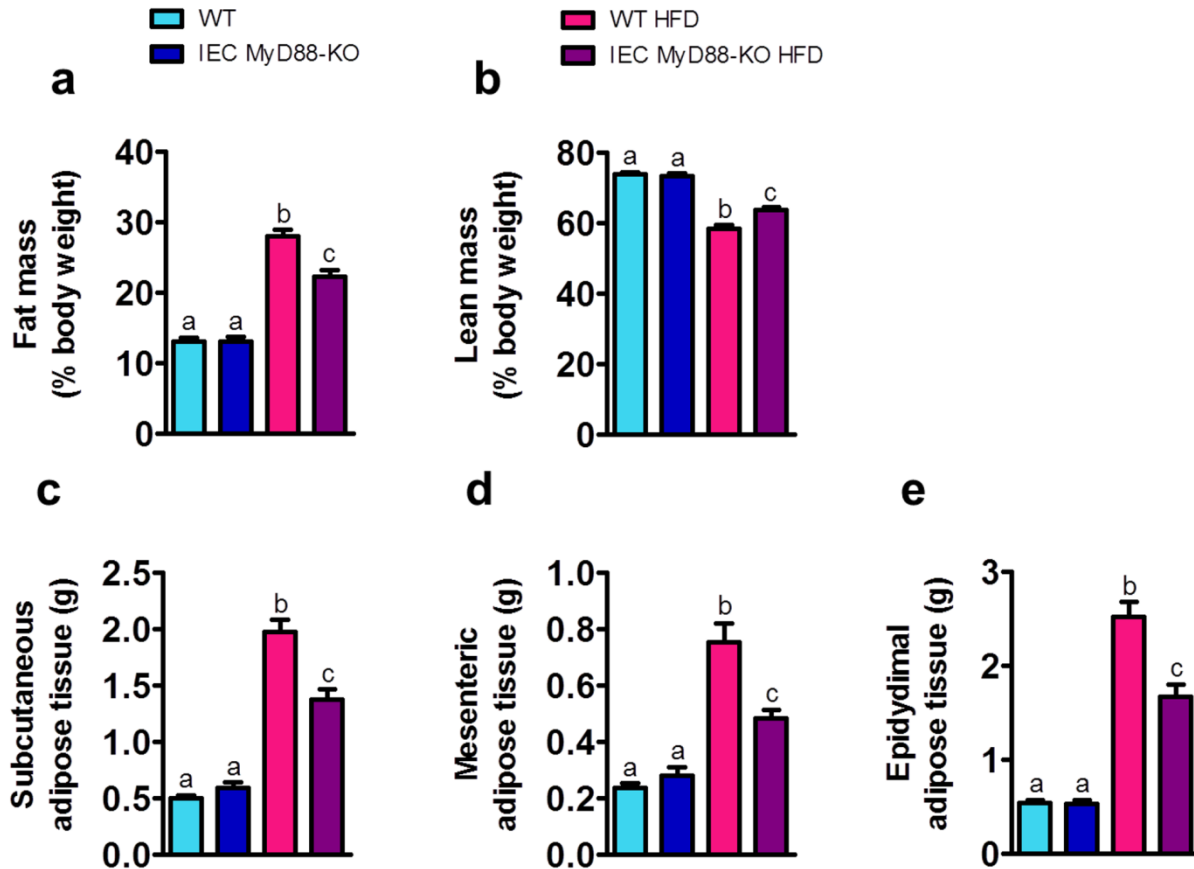 WT
IEC MyD88-KO
WT HFD
IEC MyD88-KO HFD
a
Fat mass
(% body weight)
40
30
20
10
0
a
a
b
c
b
Lean mass
(% body weight)
80
60
40
20
0
a
a
b
c
c
Subcutaneous
adipose tissue (g)
2.5
2.0
1.5
1.0
0.5
0.0
a
a
b
c
d
Mesenteric
adipose tissue (g)
1.0
0.8
0.6
0.4
0.2
0.0
a
a
b
c
e
Epidydimal
adipose tissue (g)
3
2
1
0
a
a
b
c